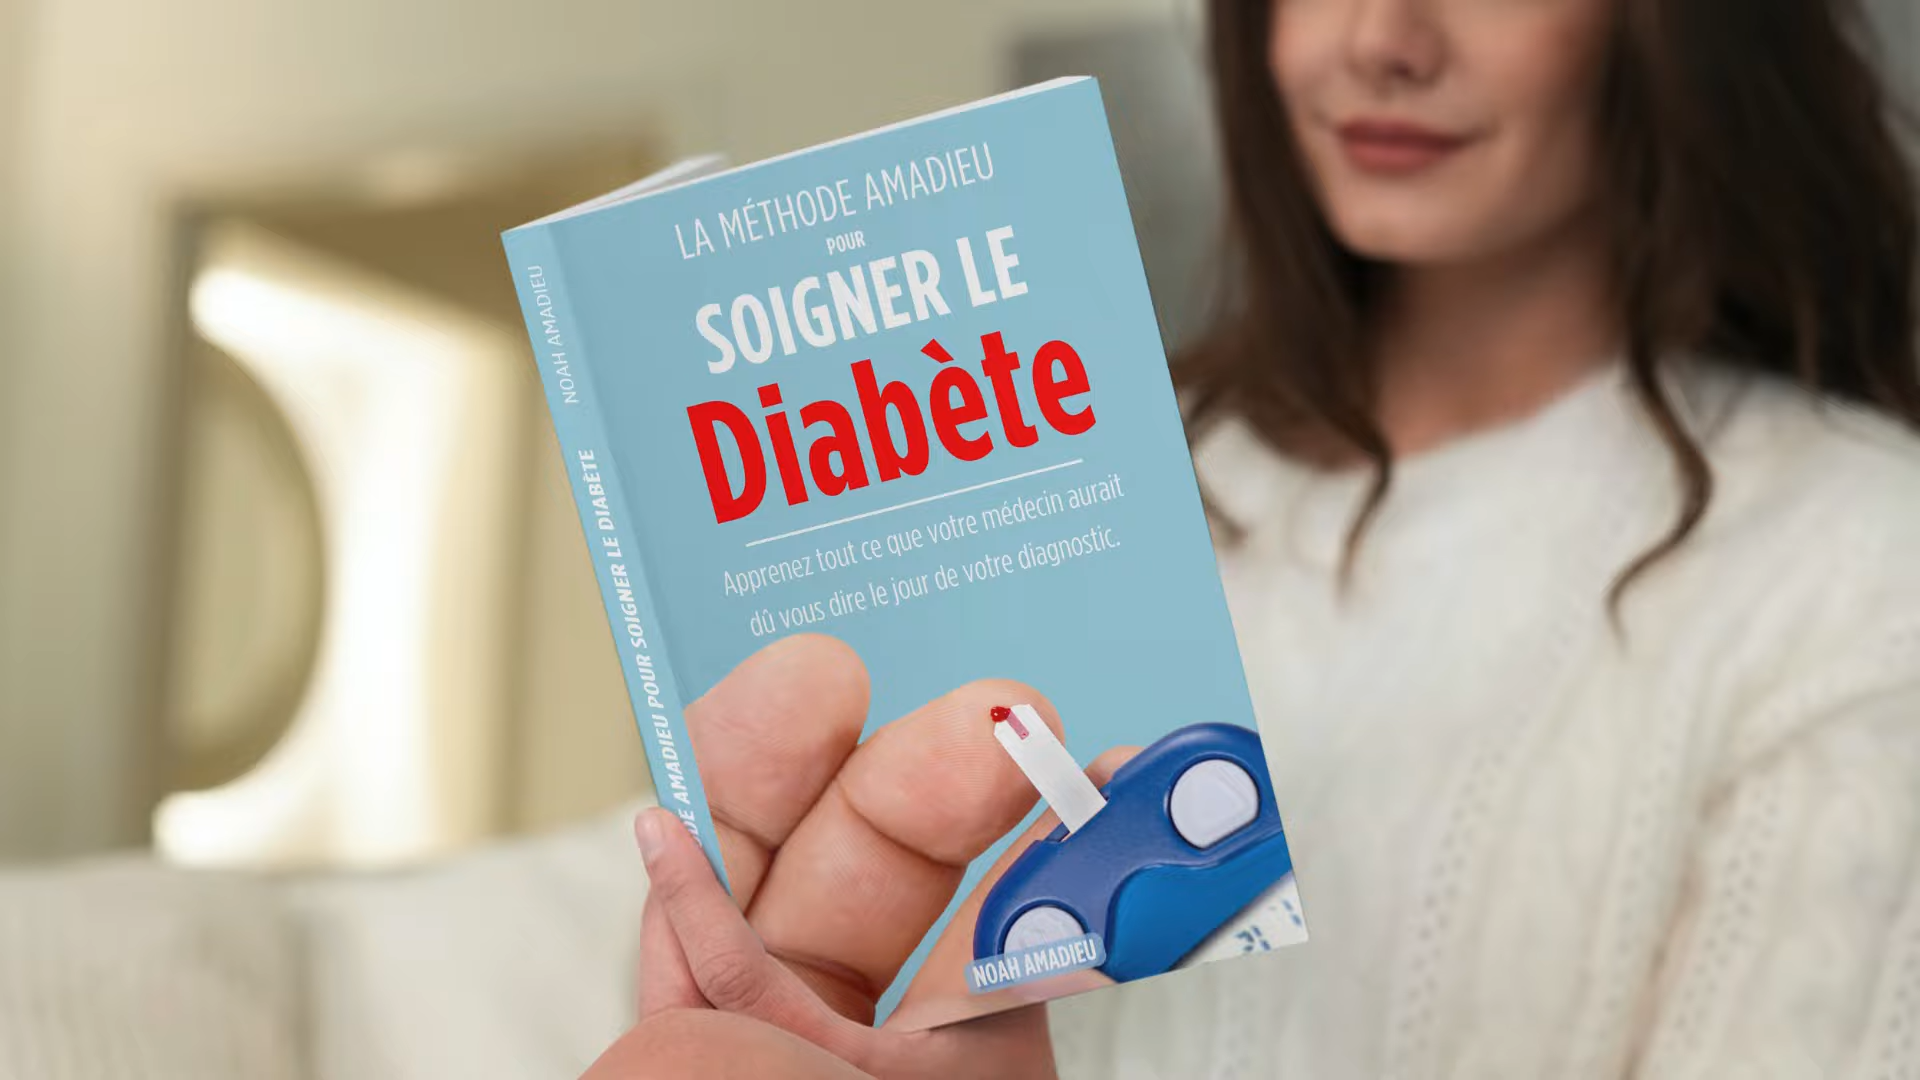 LA MÉTHODE AMADIEU
POUR
SOIGNER LE
Diabète
Apprenez tout ce que votre médecin aurait
dû vous dire le jour de votre diagnostic.
NOAH AMADIEU
NOAH AMADIEU
AMADIEU POUR SOIGNER LE DIABÈTE